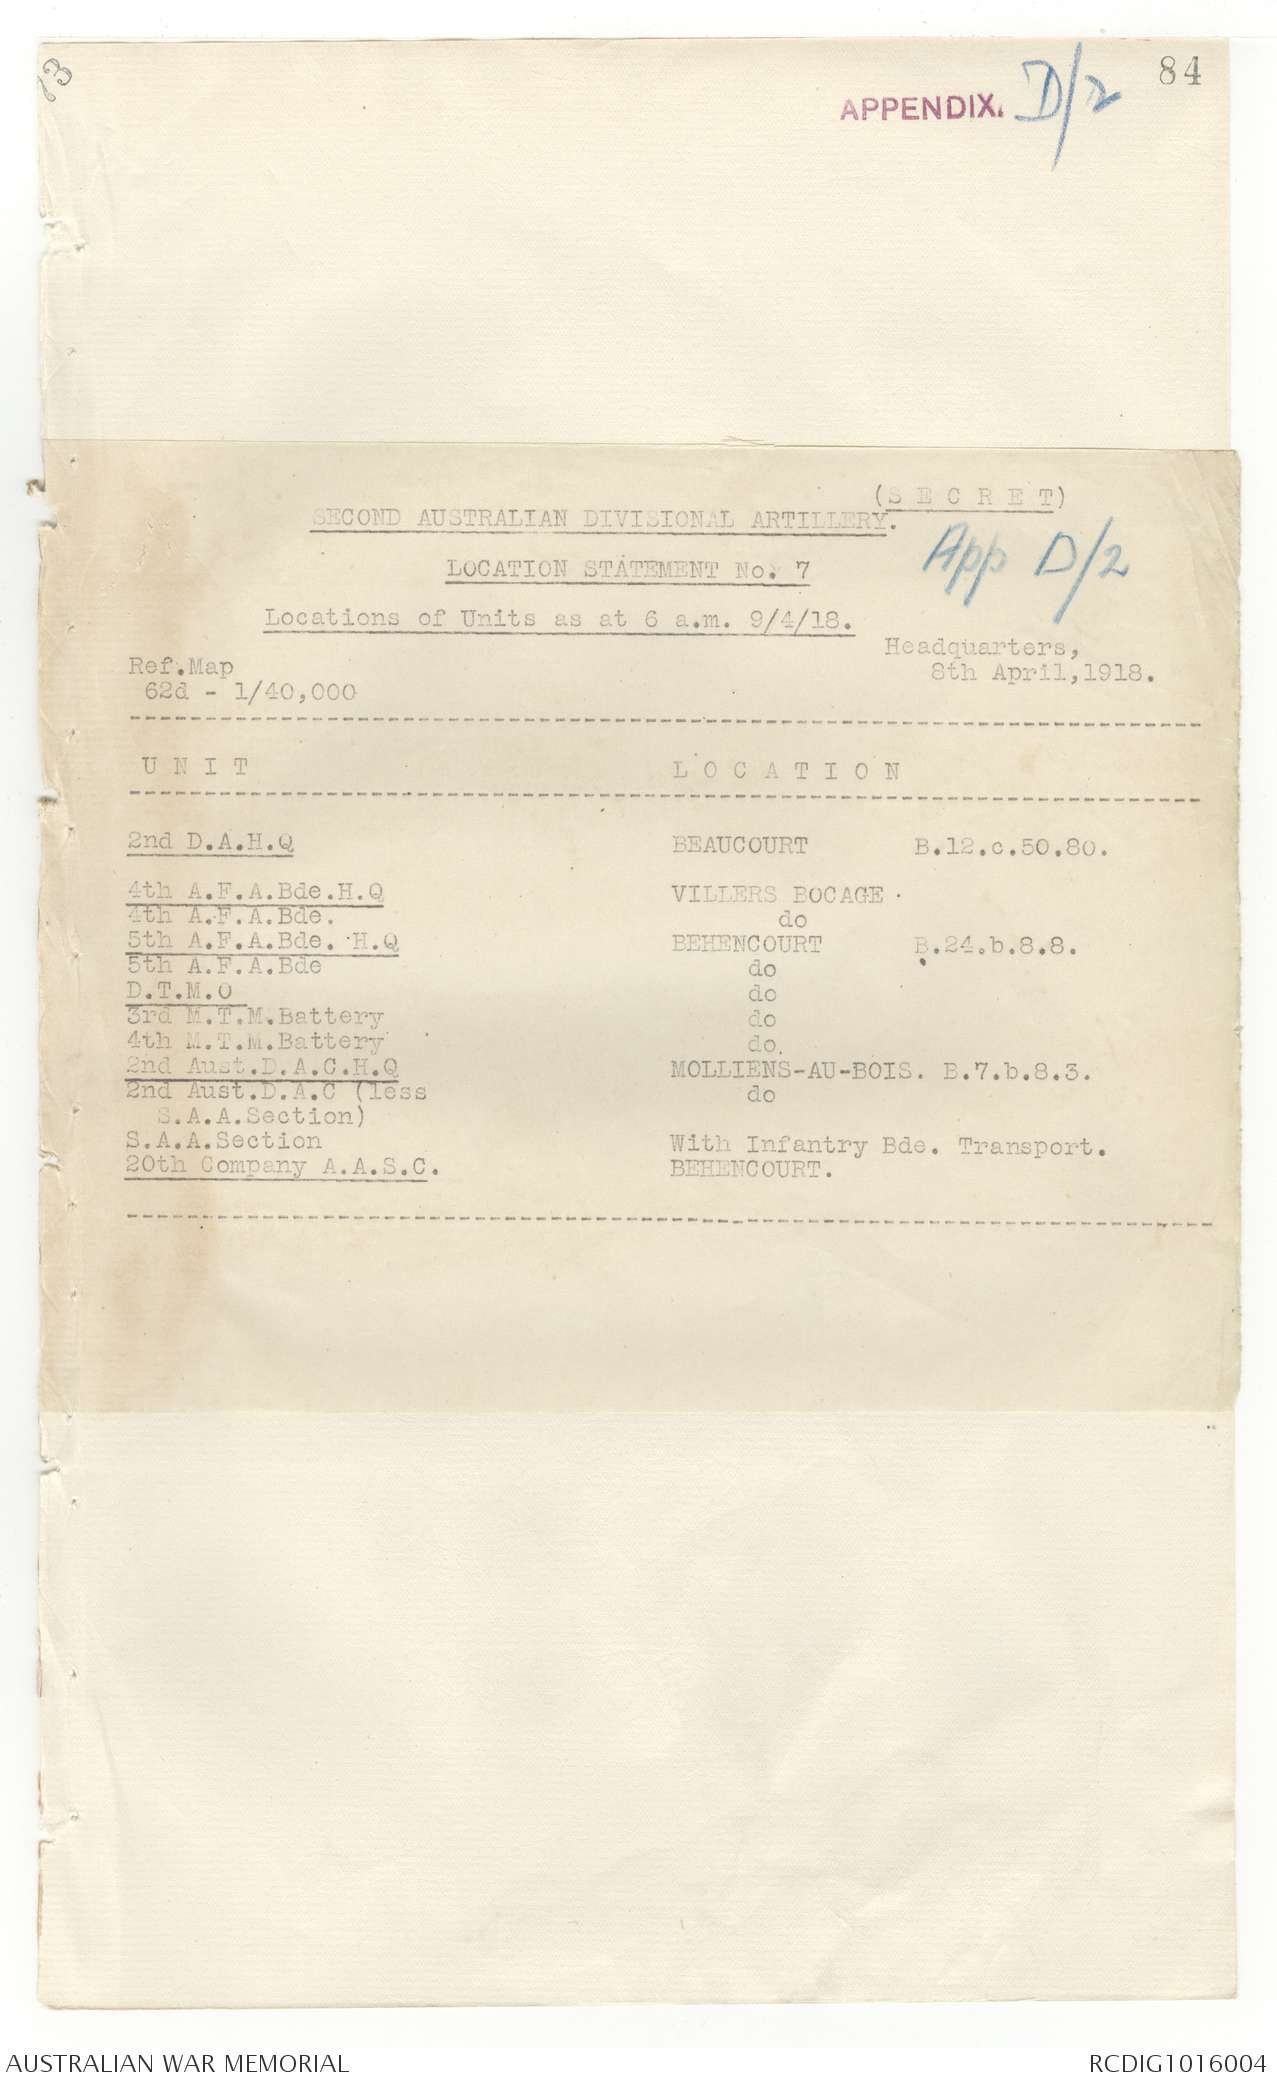 84
APPENDIX. D/2
(S E C R E T)
SECOND AUSTRALIAN DIVISIONAL ARTILLERY.
App D/2
LOCATION STATEMENT No. 7
Locations of Units as at 6 a.m. 9/4/18.
Headquarters,
8th April, 1918.
Ref.Map
62d - 1/40,000
U N I T L O C A T I O N
2nd D.A.H.Q BEAUCOURT B.12.c.50.80.
4th A.F.A.Bde.H.Q VILLERS BOCAGE
4th A.F.A.Bde. do
5th A.F.A.Bde. H.Q BEHENCOURT B.24.b.8.8.
5th A.F.A.Bde do
D.T.M.O do
3rd M.T.M.Battery do
4th M.T.M.Battery do.
2nd Aust.D.A.C.H.Q MOLLIENS-AU-BOIS. B.7.b.8.3.
2nd Aust.D.A.C (less do
S.A.A.Section)
S.A.A.Section With Infantry Bde. Transport.
20th Company A.A.S.C. BEHENCOURT.
AUSTRALIAN WAR MEMORIAL RCDIG1016004